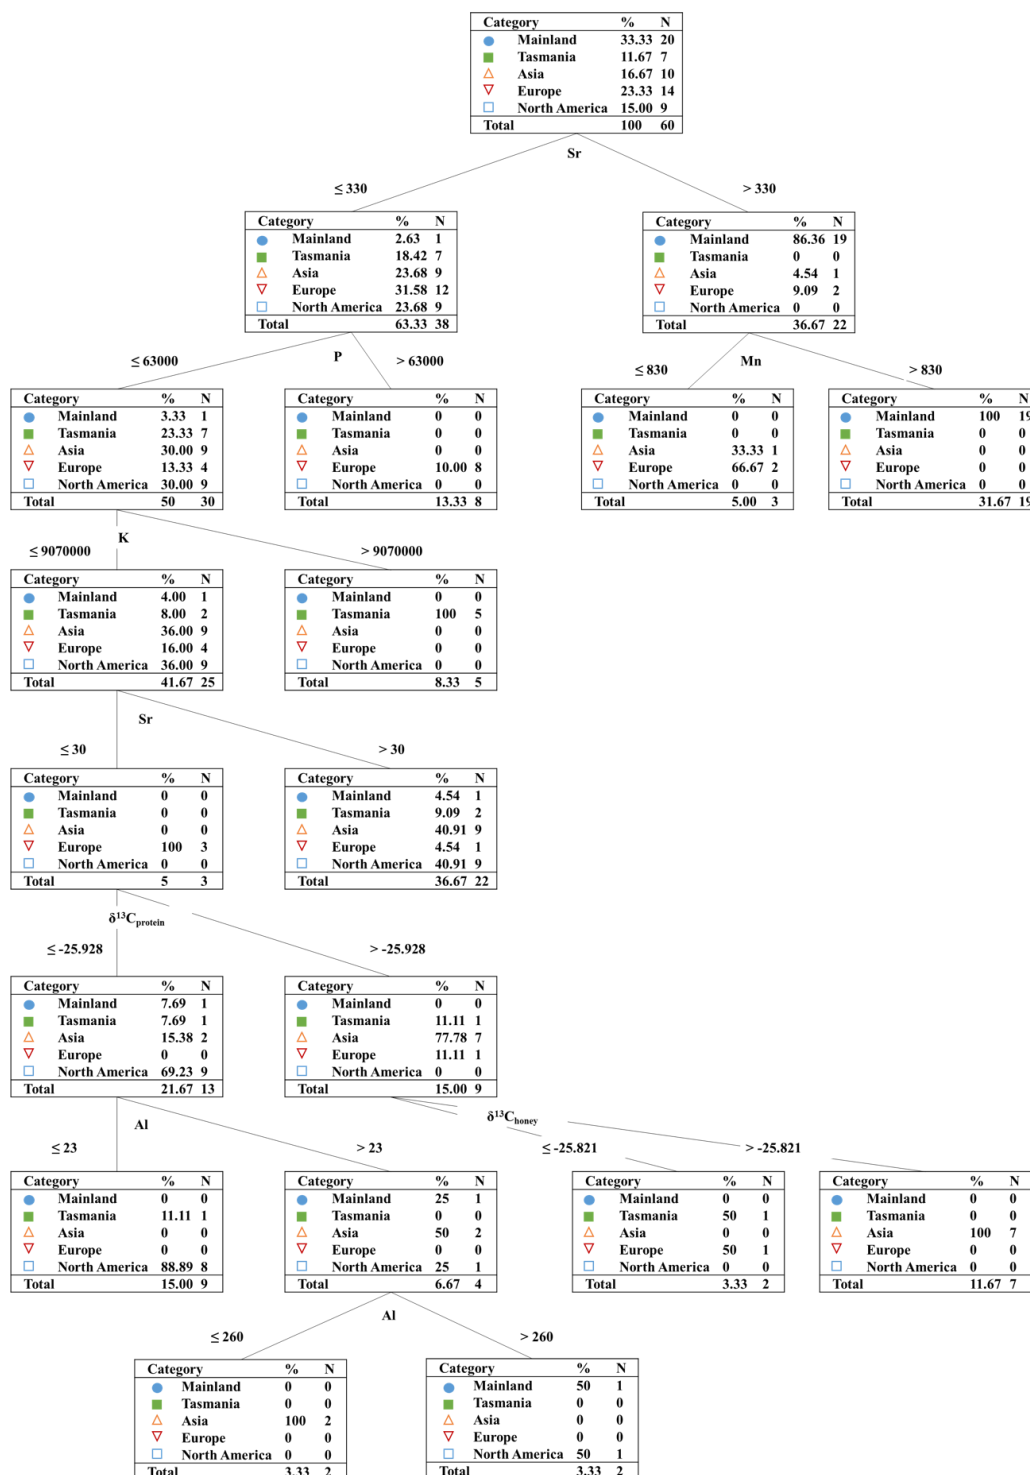 Category % N
Mainland 33.33 20
Tasmania 11.67 7
Asia 16.67 10
Europe 23.33 14
North America 15.00 9
Total 100 60
Sr
≤ 330
> 330
Category % N
Mainland 2.63 1
Tasmania 18.42 7
Asia 23.68 9
Europe 31.58 12
North America 23.68 9
Total 63.33 38
Category % N
Mainland 86.36 19
Tasmania 0 0
Asia 4.54 1
Europe 9.09 2
North America 0 0
Total 36.67 22
P
≤ 63000
> 63000
Mn
≤ 830
> 830
Category % N
Mainland 3.33 1
Tasmania 23.33 7
Asia 30.00 9
Europe 13.33 4
North America 30.00 9
Total 50 30
Category % N
Mainland 0 0
Tasmania 0 0
Asia 0 0
Europe 10.00 8
North America 0 0
Total 13.33 8
Category % N
Mainland 0 0
Tasmania 0 0
Asia 33.33 1
Europe 66.67 2
North America 0 0
Total 5.00 3
Category % N
Mainland 100 19
Tasmania 0 0
Asia 0 0
Europe 0 0
North America 0 0
Total 31.67 19
K
≤ 9070000
> 9070000
Category % N
Mainland 4.00 1
Tasmania 8.00 2
Asia 36.00 9
Europe 16.00 4
North America 36.00 9
Total 41.67 25
Category % N
Mainland 0 0
Tasmania 100 5
Asia 0 0
Europe 0 0
North America 0 0
Total 8.33 5
Sr
≤ 30
> 30
Category % N
Mainland 0 0
Tasmania 0 0
Asia 0 0
Europe 100 3
North America 0 0
Total 5 3
Category % N
Mainland 4.54 1
Tasmania 9.09 2
Asia 40.91 9
Europe 4.54 1
North America 40.91 9
Total 36.67 22
δ¹³Cprotein
≤ -25.928
> -25.928
Category % N
Mainland 7.69 1
Tasmania 7.69 1
Asia 15.38 2
Europe 0 0
North America 69.23 9
Total 21.67 13
Category % N
Mainland 0 0
Tasmania 11.11 1
Asia 77.78 7
Europe 11.11 1
North America 0 0
Total 15.00 9
Al
≤ 23
> 23
δ¹³Choney
≤ -25.821
> -25.821
Category % N
Mainland 0 0
Tasmania 11.11 1
Asia 0 0
Europe 0 0
North America 88.89 8
Total 15.00 9
Category % N
Mainland 25 1
Tasmania 0 0
Asia 50 2
Europe 0 0
North America 25 1
Total 6.67 4
Category % N
Mainland 0 0
Tasmania 50 1
Asia 0 0
Europe 50 1
North America 0 0
Total 3.33 2
Category % N
Mainland 0 0
Tasmania 0 0
Asia 100 7
Europe 0 0
North America 0 0
Total 11.67 7
Al
≤ 260
> 260
Category % N
Mainland 0 0
Tasmania 0 0
Asia 100 2
Europe 0 0
North America 0 0
Total 3.33 2
Category % N
Mainland 50 1
Tasmania 0 0
Asia 0 0
Europe 0 0
North America 50 1
Total 3.33 2